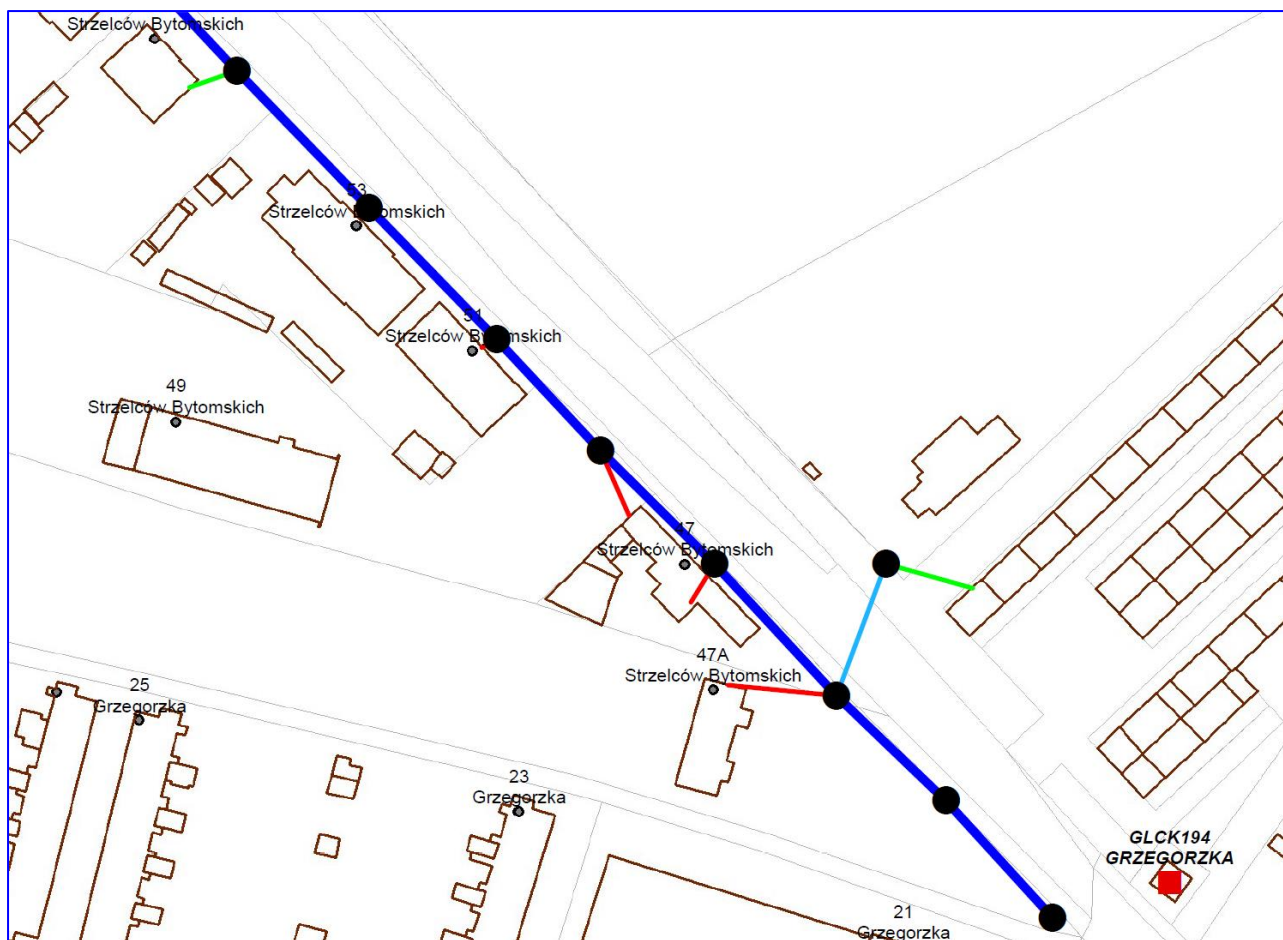 Strzelców Bytomskich
53
Strzelców Bytomskich
51
Strzelców Bytomskich
49
Strzelców Bytomskich
47
Strzelców Bytomskich
47A
Strzelców Bytomskich
25
Grzegorzka
23
Grzegorzka
GLCK194
GRZEGORZKA
21
Grzegorzka